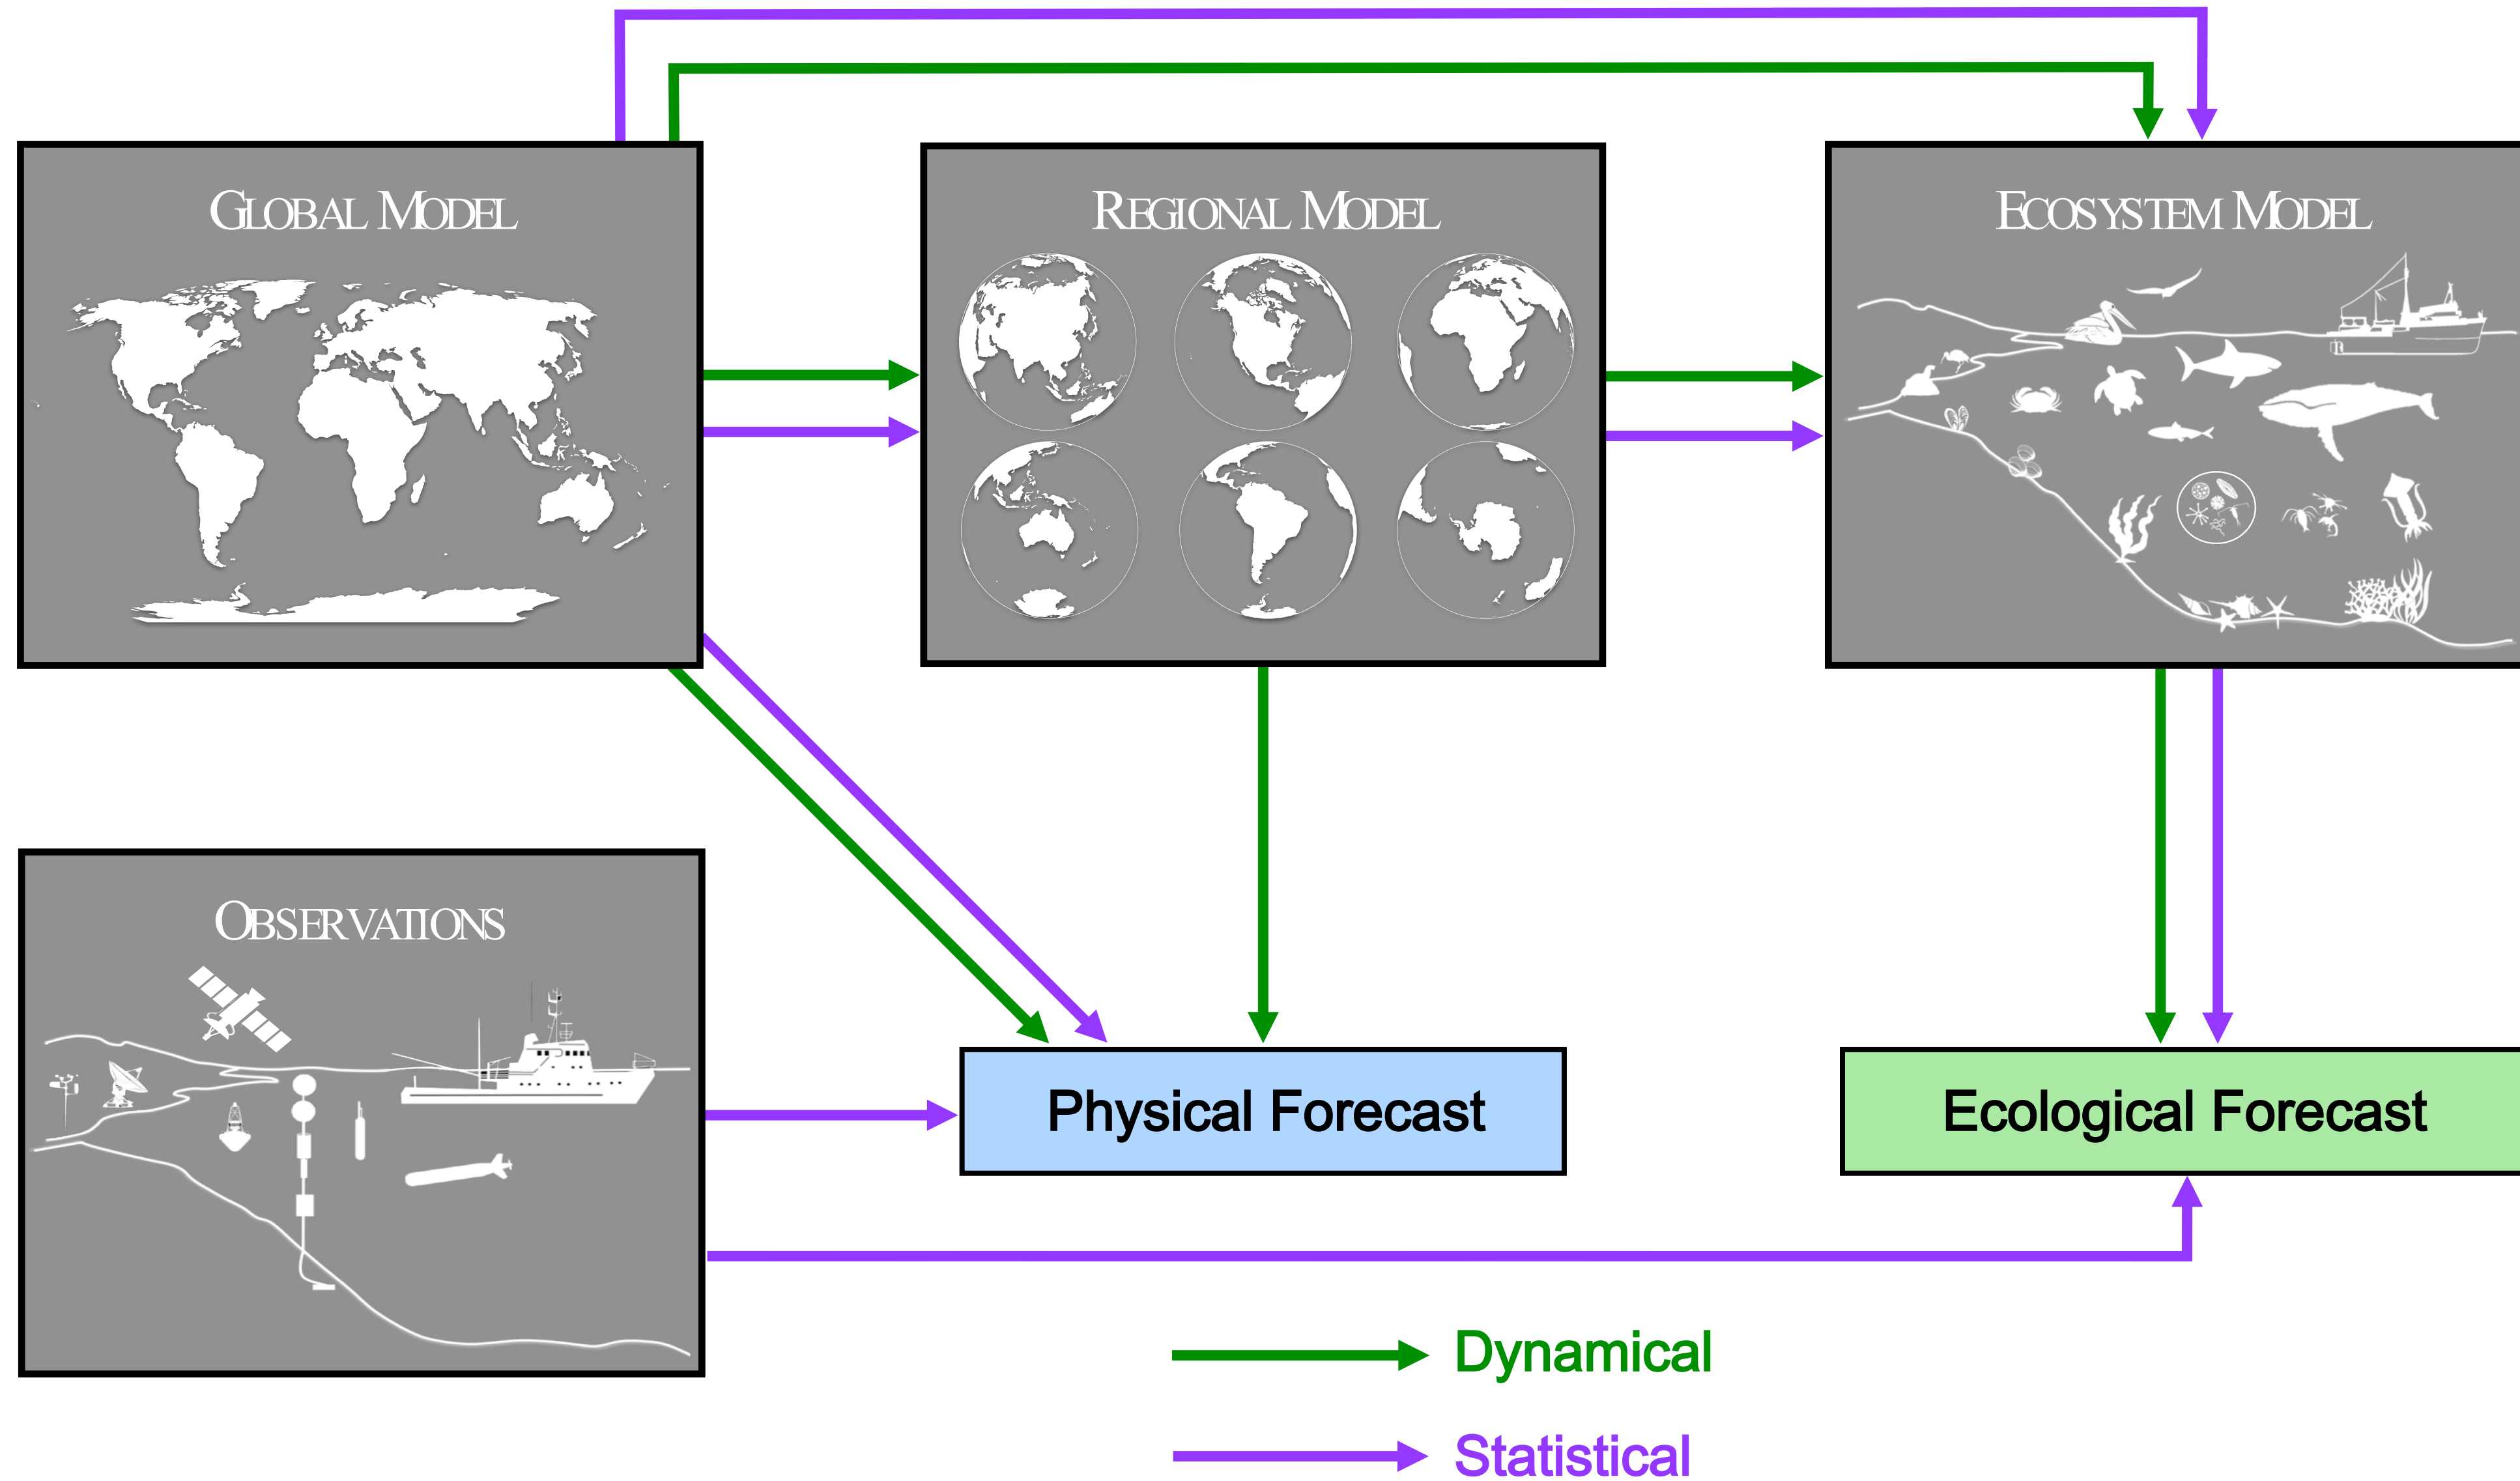 GLOBAL MODEL
REGIONAL MODEL
ECOSYSTEM MODEL
OBSERVATIONS
Physical Forecast
Ecological Forecast
Dynamical
Statistical